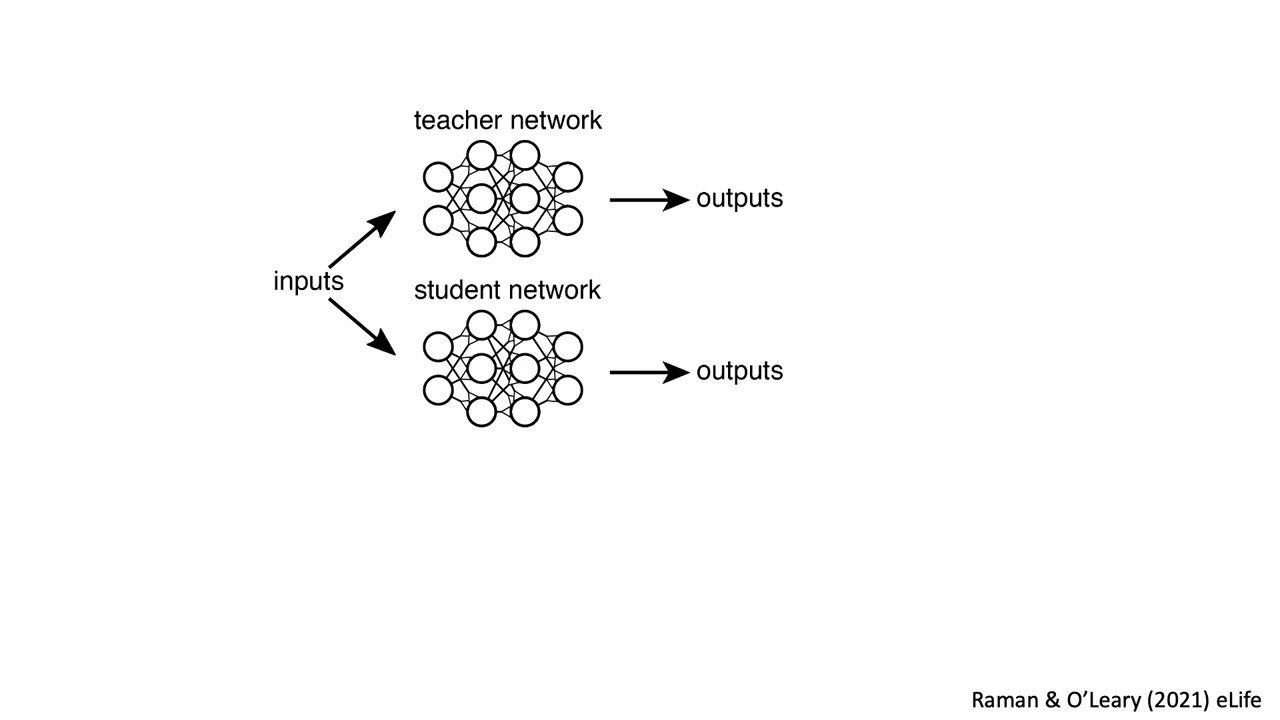 teacher network
outputs
inputs
student network
outputs
Raman & O’Leary (2021) eLife